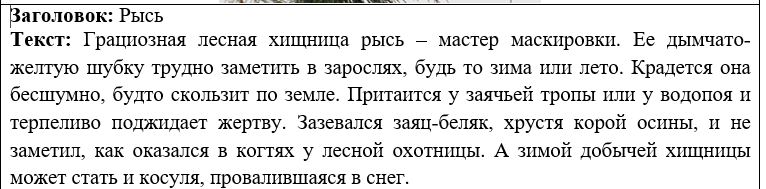 Заголовок: Рысь
Текст: Грациозная лесная хищница рысь – мастер маскировки. Ее дымчато-
желтую шубку трудно заметить в зарослях, будь то зима или лето. Крадется она
бесшумно, будто скользит по земле. Притаится у заячьей тропы или у водопоя и
терпеливо поджидает жертву. Зазевался заяц-беляк, хрустя корой осины, и не
заметил, как оказался в когтях у лесной охотницы. А зимой добычей хищницы
может стать и косуля, провалившаяся в снег.